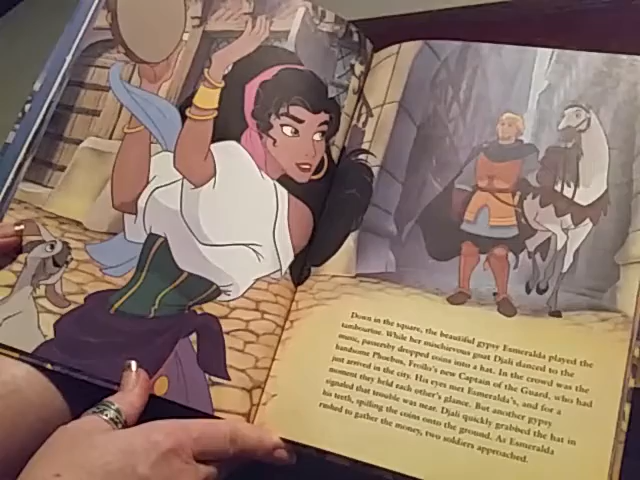 Down in the square, the beautiful gypsy Esmeralda played the
tambourine. While her mischievous goat Djali danced to the
music, passersby dropped coins into a hat. In the crowd was the
handsome Phoebus, Frollo's new Captain of the Guard, who had
just arrived in the city. His eyes met Esmeralda's, and for a
moment they held each other's glance. But another gypsy
signaled that trouble was near. Djali quickly grabbed the hat in
his teeth, spilling the coins onto the ground. As Esmeralda
rushed to gather the money, two soldiers approached.